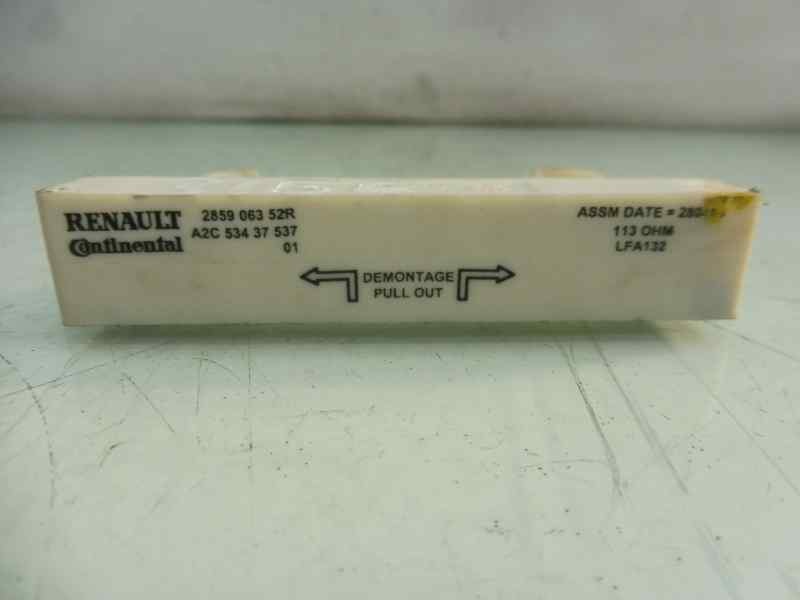 RENAULT
Continental
2859 063 52R
A2C 534 37 537
01
DEMONTAGE
PULL OUT
ASSM DATE =
113 OHM
LFA132